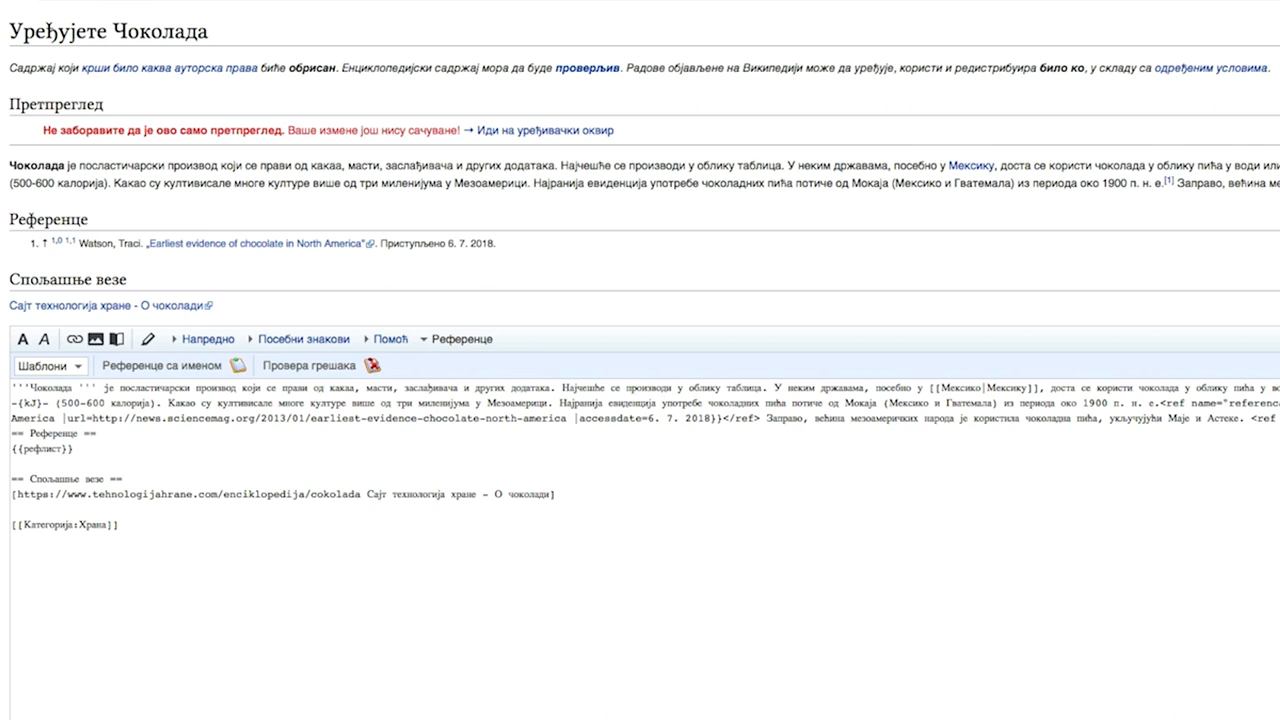 Уређујете Чоколада
Садржај који крши било каква ауторска права биће обрисан. Енциклопедијски садржај мора да буде проверљив. Радове објављене на Википедији може да уређује, користи и редистрибуира било ко, у складу са одређеним условима.
Претпреглед
Не заборавите да је ово само претпреглед. Ваше измене још нису сачуване! → Иди на уређивачки оквир
Чоколада је посластичарски производ који се прави од какаа, масти, заслађивача и других додатака. Најчешће се производи у облику таблица. У неким државама, посебно у Мексику, доста се користи чоколада у облику пића у води или
(500-600 калорија). Какао су култивисале многе културе више од три миленијума у Мезоамерици. Најранија евиденција употребе чоколадних пића потиче од Мокаја (Мексико и Гватемала) из периода око 1900 п. н. е.[1] Заправо, већина ме
Референце
1. ↑ 1,0 1,1 Watson, Traci. „Earliest evidence of chocolate in North America”. Приступљено 6. 7. 2018.
Спољашње везе
Сајт технологија хране - О чоколади
A A Напредно Посебни знакови Помоћ Референце
Шаблони Референце са именом Провера грешака
'''Чоколада ''' је посластичарски производ који се прави од какаа, масти, заслађивача и других додатака. Најчешће се производи у облику таблица. У неким државама, посебно у [[Мексико|Мексику]], доста се користи чоколада у облику пића у во
-{kJ}- (500-600 калорија). Какао су култивисале многе културе више од три миленијума у Мезоамерици. Најранија евиденција употребе чоколадних пића потиче од Мокаја (Мексико и Гватемала) из периода око 1900 п. н. е.<ref name="referenca
America |url=http://news.sciencemag.org/2013/01/earliest-evidence-chocolate-north-america |accessdate=6. 7. 2018}}</ref> Заправо, већина мезоамеричких народа је користила чоколадна пића, укључујући Маје и Астеке. <ref
== Референце ==
{{рефлист}}
== Спољашње везе ==
[https://www.tehnologijahrane.com/enciklopedija/cokolada Сајт технологија хране - О чоколади]
[[Категорија:Храна]]